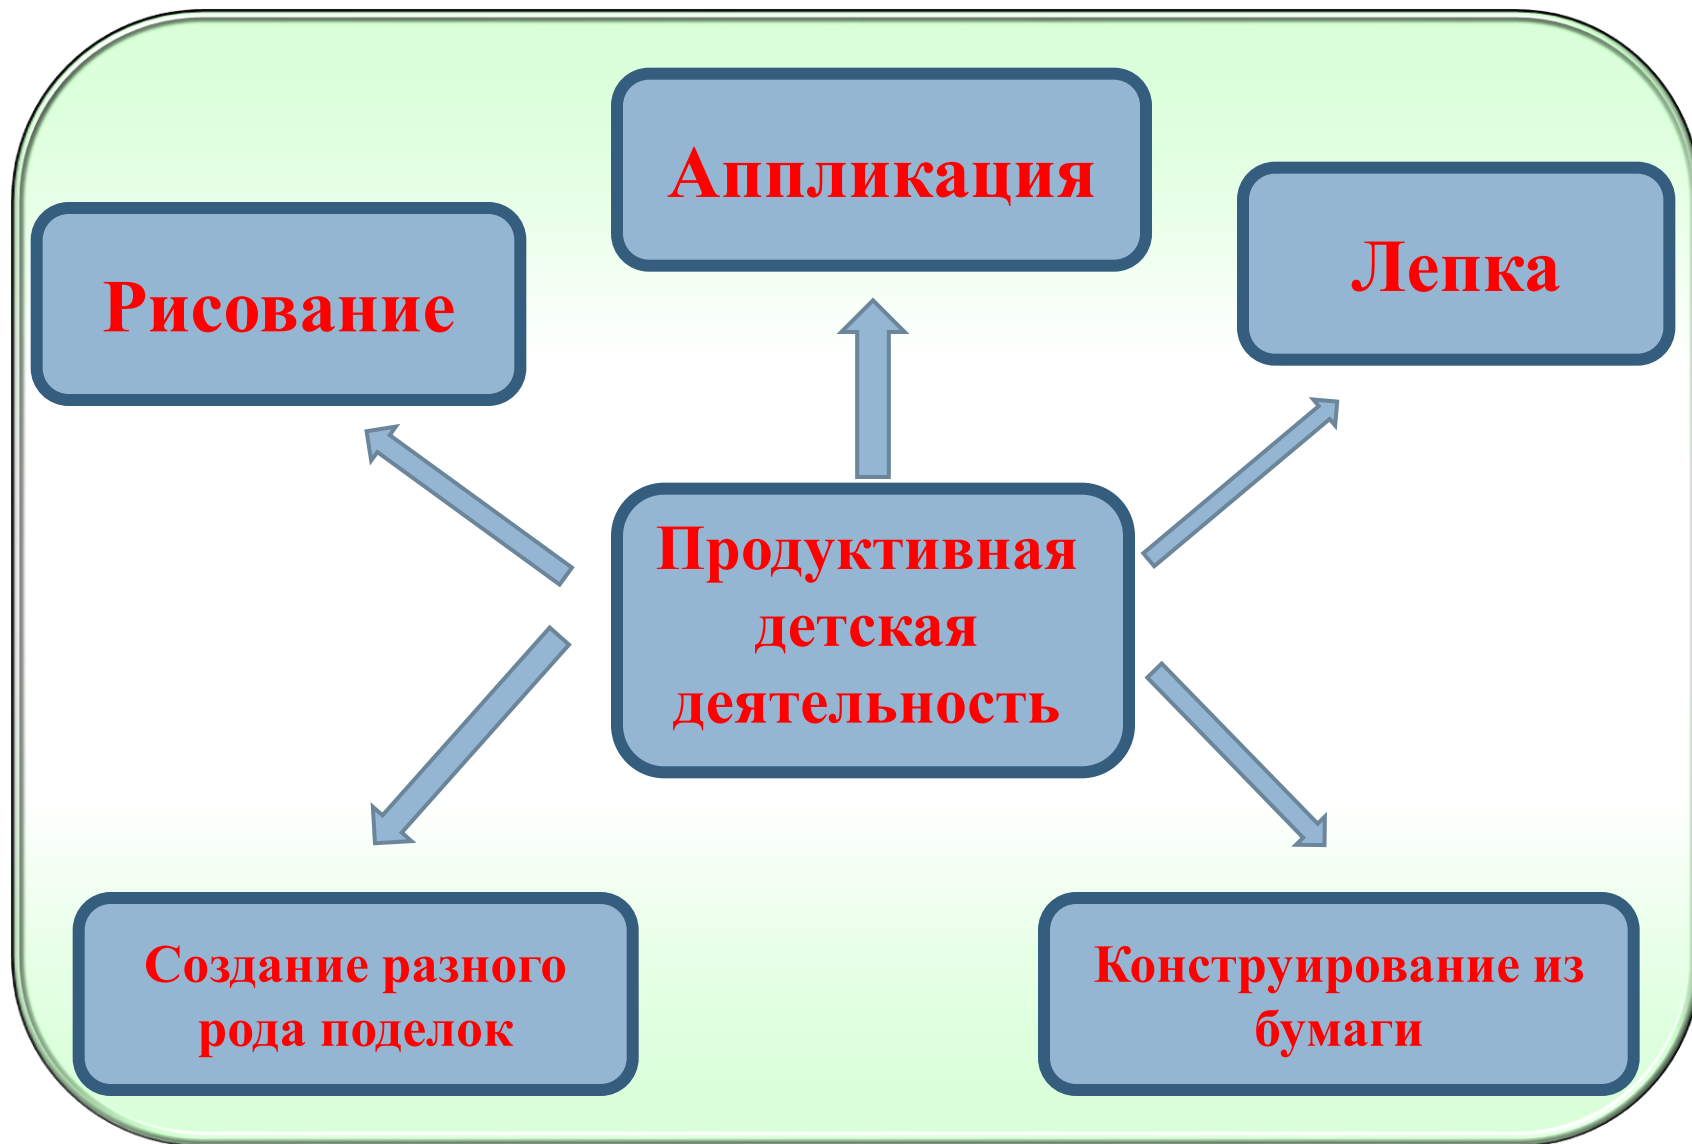 Аппликация
Лепка
Рисование
Продуктивная
детская
деятельность
Создание разного
рода поделок
Конструирование из
бумаги